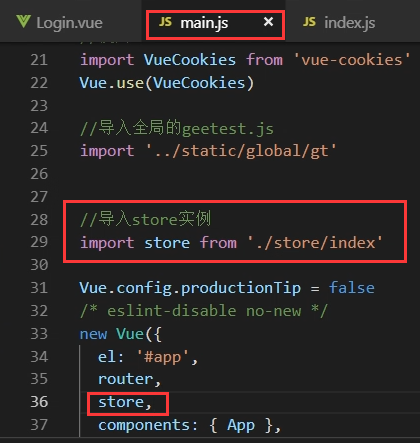 Login.vue JS main.js × JS index.js
21 import VueCookies from 'vue-cookies'
22 Vue.use(VueCookies)
23
24 //导入全局的geetest.js
25 import '../static/global/gt'
26
27
28 //导入store实例
29 import store from './store/index'
30
31 Vue.config.productionTip = false
32 /* eslint-disable no-new */
33 new Vue({
34 el: '#app',
35 router,
36 store,
37 components: { App },